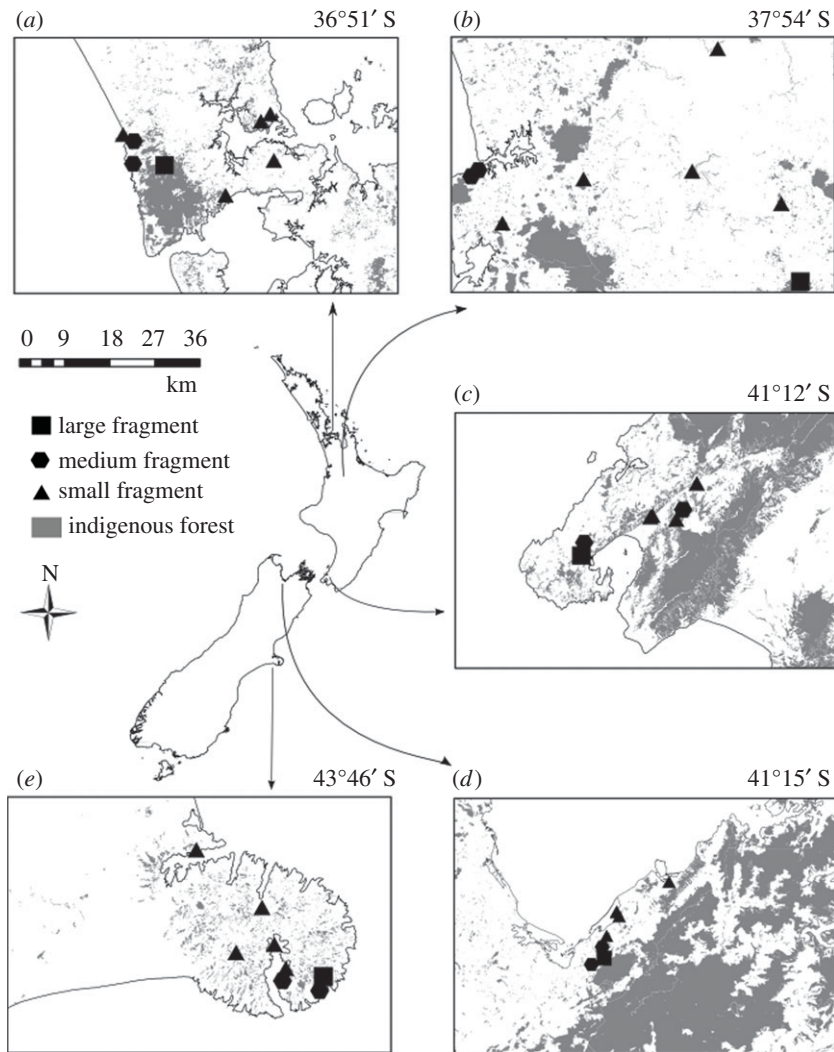 (a) 36°51′ S
(b) 37°54′ S
0 9 18 27 36
km
large fragment
medium fragment
small fragment
indigenous forest
N
(c) 41°12′ S
(e) 43°46′ S
(d) 41°15′ S